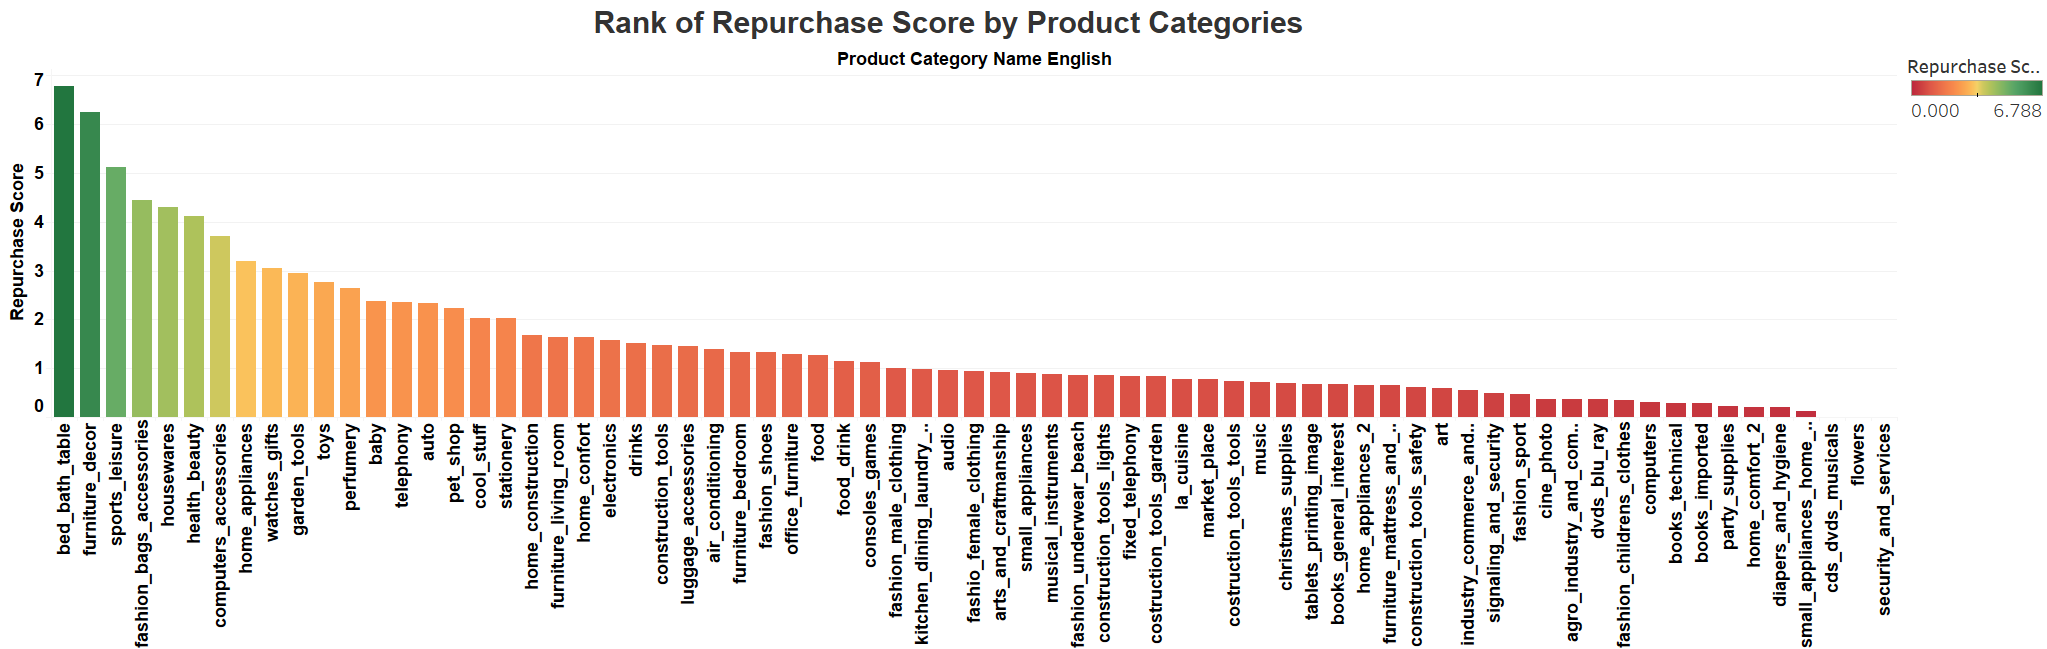 Rank of Repurchase Score by Product Categories
Product Category Name English
Repurchase Sc..
0.000 6.788
Repurchase Score
7
6
5
4
3
2
1
0
bed_bath_table
furniture_decor
sports_leisure
fashion_bags_accessories
housewares
health_beauty
computers_accessories
home_appliances
watches_gifts
garden_tools
toys
perfumery
baby
telephony
auto
pet_shop
cool_stuff
stationery
home_construction
furniture_living_room
home_confort
electronics
drinks
construction_tools
luggage_accessories
air_conditioning
furniture_bedroom
fashion_shoes
office_furniture
food
food_drink
consoles_games
fashion_male_clothing
kitchen_dining_laundry_..
audio
fashio_female_clothing
arts_and_craftmanship
small_appliances
musical_instruments
fashion_underwear_beach
construction_tools_lights
fixed_telephony
costruction_tools_garden
la_cuisine
market_place
costruction_tools_tools
music
christmas_supplies
tablets_printing_image
books_general_interest
home_appliances_2
furniture_mattress_and_..
construction_tools_safety
art
industry_commerce_and..
signaling_and_security
fashion_sport
cine_photo
agro_industry_and_com..
dvds_blu_ray
fashion_childrens_clothes
computers
books_technical
books_imported
party_supplies
home_comfort_2
diapers_and_hygiene
small_appliances_home_..
cds_dvds_musicals
flowers
security_and_services